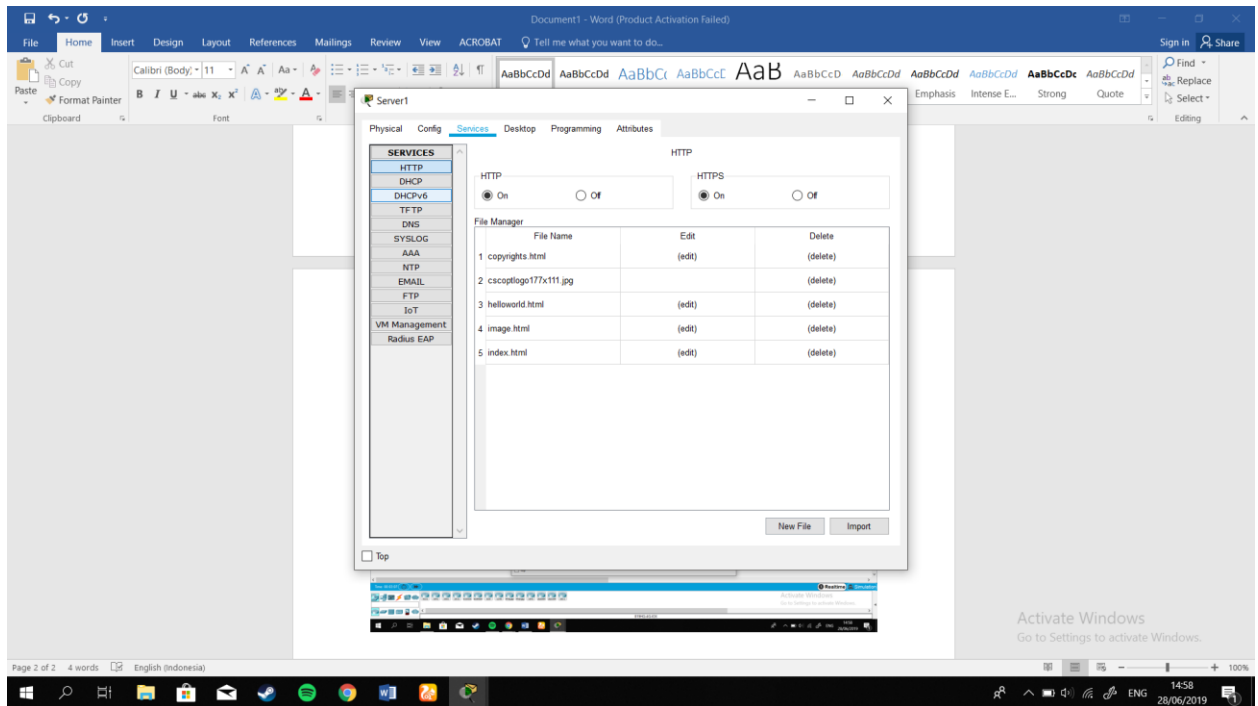 Document1 - Word (Product Activation Failed)
File Home Insert Design Layout References Mailings Review View ACROBAT Tell me what you want to do... Sign in Share
Paste
Cut
Copy
Format Painter
Clipboard
Calibri (Body) 11
Font
AaBbCcDd AaBbCcDd AaBbCc AaBbCcE AaB AaBbCcD AaBbCcDd AaBbCcDd AaBbCcDd AaBbCcDc AaBbCcDd
Emphasis Intense E... Strong Quote
Find
Replace
Select
Editing
Server1
Physical Config Services Desktop Programming Attributes
SERVICES
HTTP
DHCP
DHCPv6
TFTP
DNS
SYSLOG
AAA
NTP
EMAIL
FTP
IoT
VM Management
Radius EAP
HTTP
HTTP
On Off
HTTPS
On Off
File Manager
File Name Edit Delete
1 copyrights.html (edit) (delete)
2 cscoptlogo177x111.jpg (delete)
3 helloworld.html (edit) (delete)
4 image.html (edit) (delete)
5 index.html (edit) (delete)
New File Import
Top
Realtime
Activate Windows
Activate Windows
Go to Settings to activate Windows.
Page 2 of 2 4 words English (Indonesia) 100%
ENG
14:58
28/06/2019